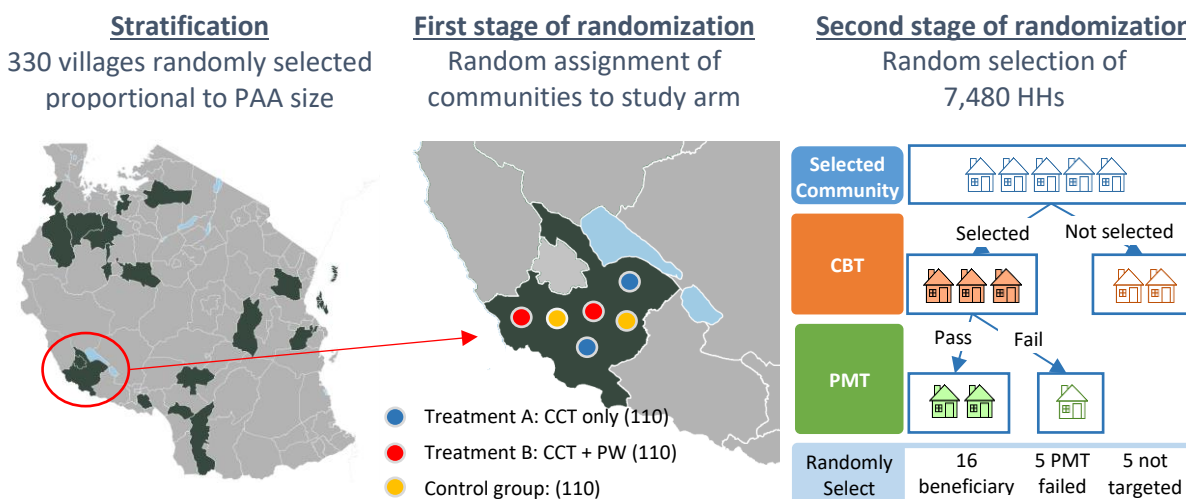 Stratification
330 villages randomly selected
proportional to PAA size
First stage of randomization
Random assignment of
communities to study arm
Treatment A: CCT only (110)
Treatment B: CCT + PW (110)
Control group: (110)
Second stage of randomization
Random selection of
7,480 HHs
Selected
Community
Selected
Not selected
CBT
Pass
Fail
PMT
Randomly
Select
16
beneficiary
5 PMT
failed
5 not
targeted